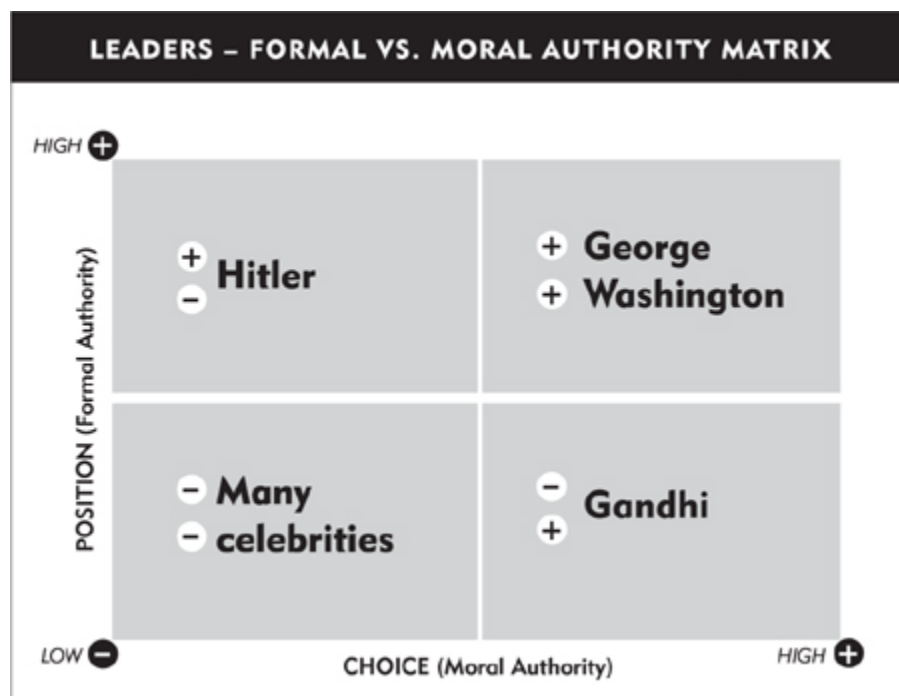 LEADERS – FORMAL VS. MORAL AUTHORITY MATRIX
HIGH +
POSITION (Formal Authority)
+
– Hitler
+ George
+ Washington
– Many
– celebrities
–
+ Gandhi
LOW –
CHOICE (Moral Authority)
HIGH +